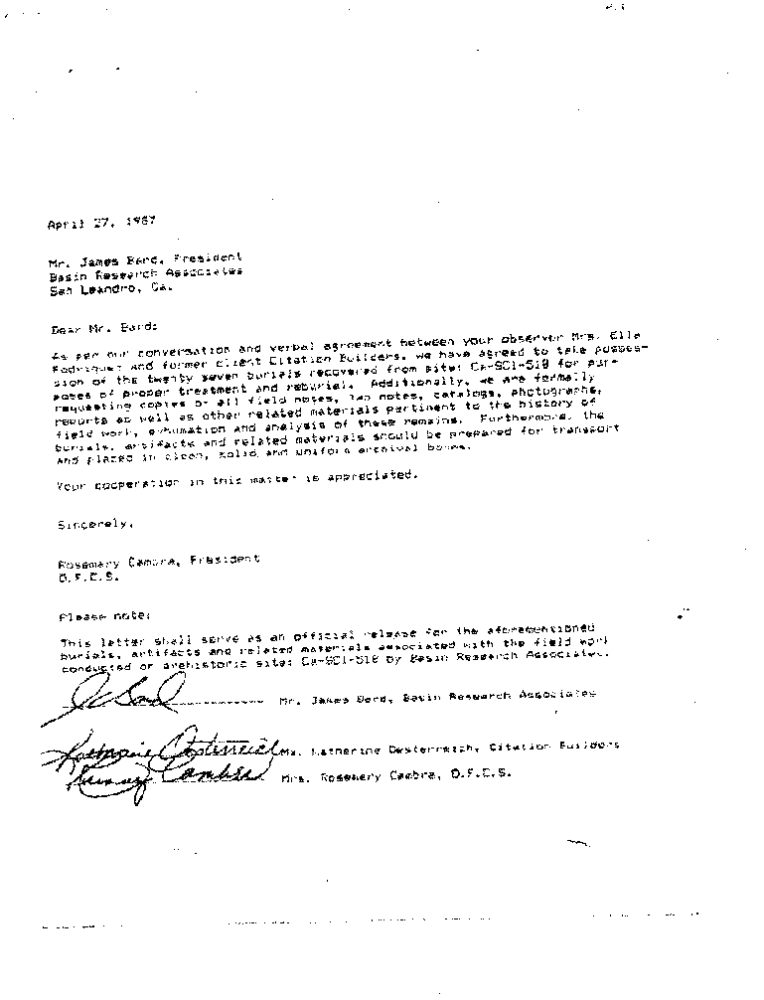 April 27, 1987
Mr. James Bard, President
Basin Research Associates
San Leandro, Ca.
Dear Mr. Bard:
As per our conversation and verbal agreement between your observer Mrs. Ella
Rodriguez and former client Citation Builders, we have agreed to take posses-
sion of the twenty seven burials recovered from site: Ca-SCl-518 for pur-
poses of proper treatment and reburial. Additionally, we are formally
requesting copies of all field notes, lab notes, catalogs, photographs,
reports as well as other related materials pertinent to the history of
field work, exhumation and analysis of these remains. Furthermore, the
burials, artifacts and related materials should be prepared for transport
and placed in clean, solid and uniform archival boxes.
Your cooperation in this matter is appreciated.
Sincerely,
Rosemary Cambra, President
O.F.C.S.
Please note:
This letter shall serve as an official release for the aforementioned
burials, artifacts and related materials associated with the field work
conducted on prehistoric site: Ca-SCl-518 by Basin Research Associates.
Mr. James Bard, Basin Research Associates
Katherine Oesterreich Ms. Katherine Oesterreich, Citation Builders
Rosemary Cambra Mrs. Rosemary Cambra, O.F.C.S.